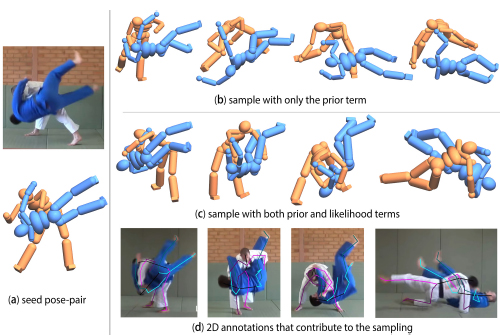 (b) sample with only the prior term
(c) sample with both prior and likelihood terms
(a) seed pose-pair
(d) 2D annotations that contribute to the sampling